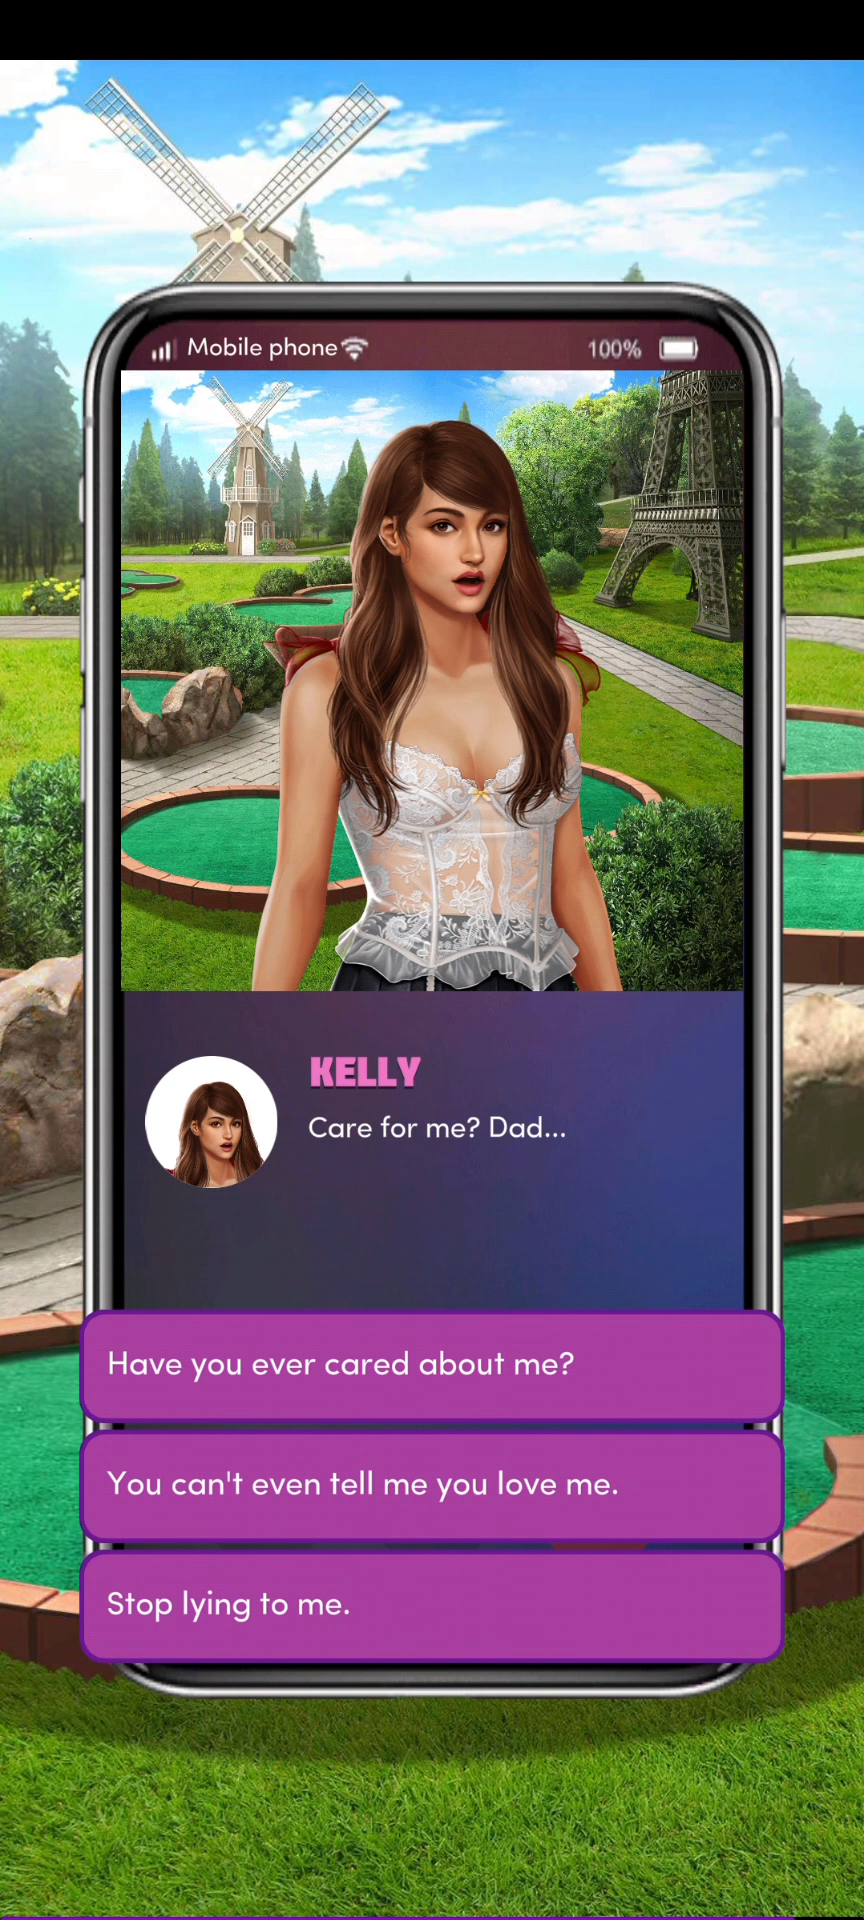 Mobile phone 100%
KELLY
Care for me? Dad...
Have you ever cared about me?
You can't even tell me you love me.
Stop lying to me.